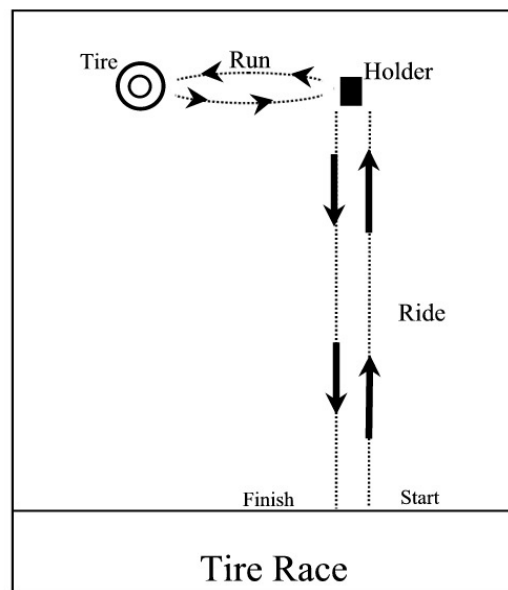 Run
Tire
Holder
Ride
Finish
Start
Tire Race